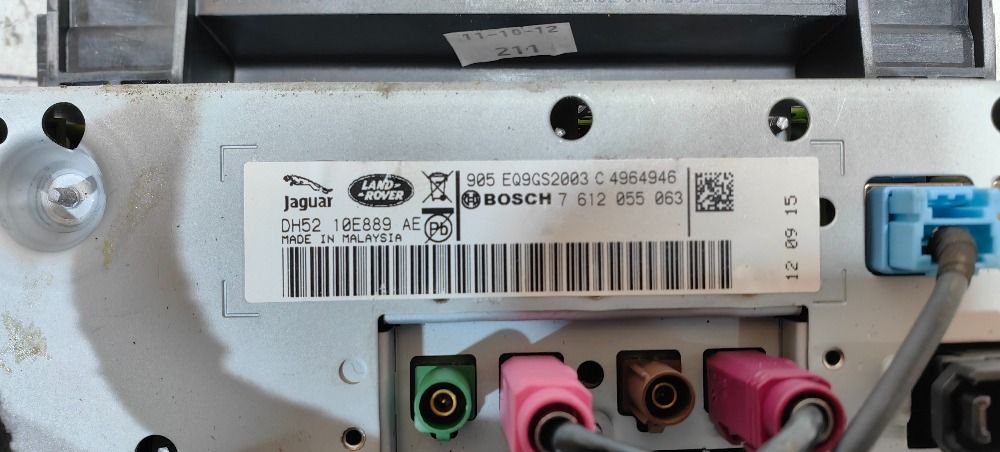 11-10-12
211
JAGUAR
LAND-
ROVER
905 EQ9GS2003 C 4964946
BOSCH 7 612 055 063
DH52 10E889 AE
Pb
MADE IN MALAYSIA
12 09 15